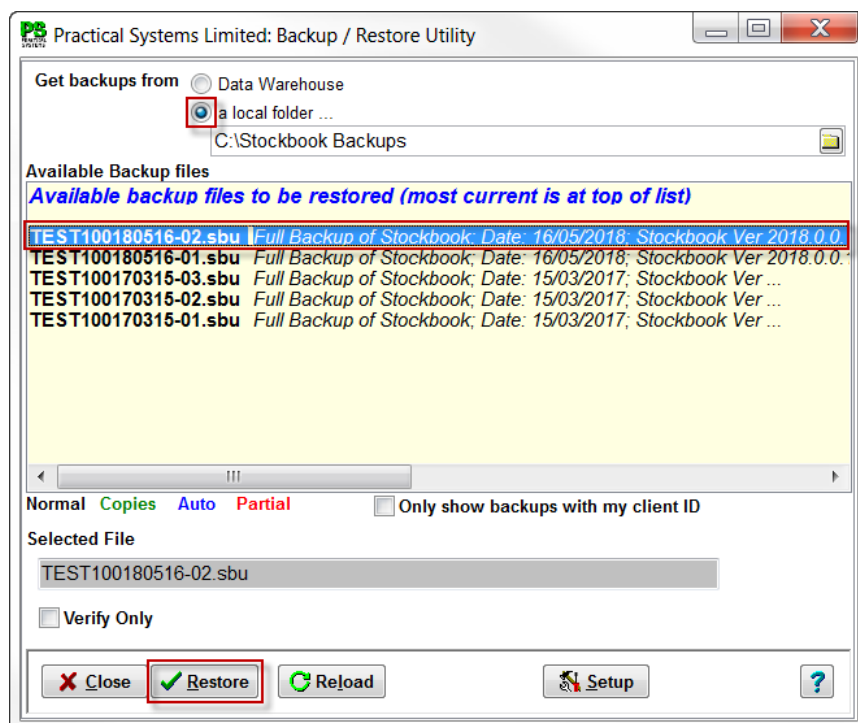 PS PRACTICAL SYSTEMS Practical Systems Limited: Backup / Restore Utility
Get backups from Data Warehouse
a local folder ...
C:\Stockbook Backups
Available Backup files
Available backup files to be restored (most current is at top of list)
TEST100180516-02.sbu Full Backup of Stockbook; Date: 16/05/2018; Stockbook Ver 2018.0.0.
TEST100180516-01.sbu Full Backup of Stockbook; Date: 16/05/2018; Stockbook Ver 2018.0.0.
TEST100170315-03.sbu Full Backup of Stockbook; Date: 15/03/2017; Stockbook Ver ...
TEST100170315-02.sbu Full Backup of Stockbook; Date: 15/03/2017; Stockbook Ver ...
TEST100170315-01.sbu Full Backup of Stockbook; Date: 15/03/2017; Stockbook Ver ...
Normal Copies Auto Partial Only show backups with my client ID
Selected File
TEST100180516-02.sbu
Verify Only
Close Restore Reload Setup ?